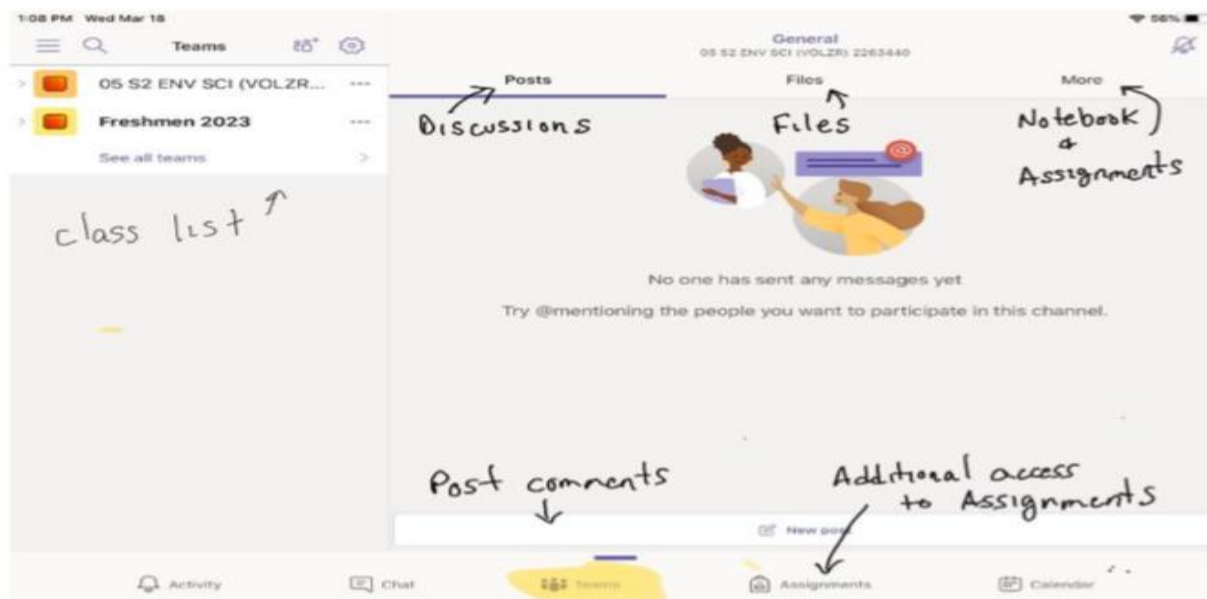 1:08 PM Wed Mar 18
56%
Teams
General
05 S2 ENV SCI (VOLZR) 2263440
05 S2 ENV SCI (VOLZR...
Freshmen 2023
See all teams
class list
Posts
Files
More
Discussions
Files
Notebook
&
Assignments
No one has sent any messages yet
Try @mentioning the people you want to participate in this channel.
Post comments
Additional access
to Assignments
New post
Activity
Chat
Teams
Assignments
Calendar